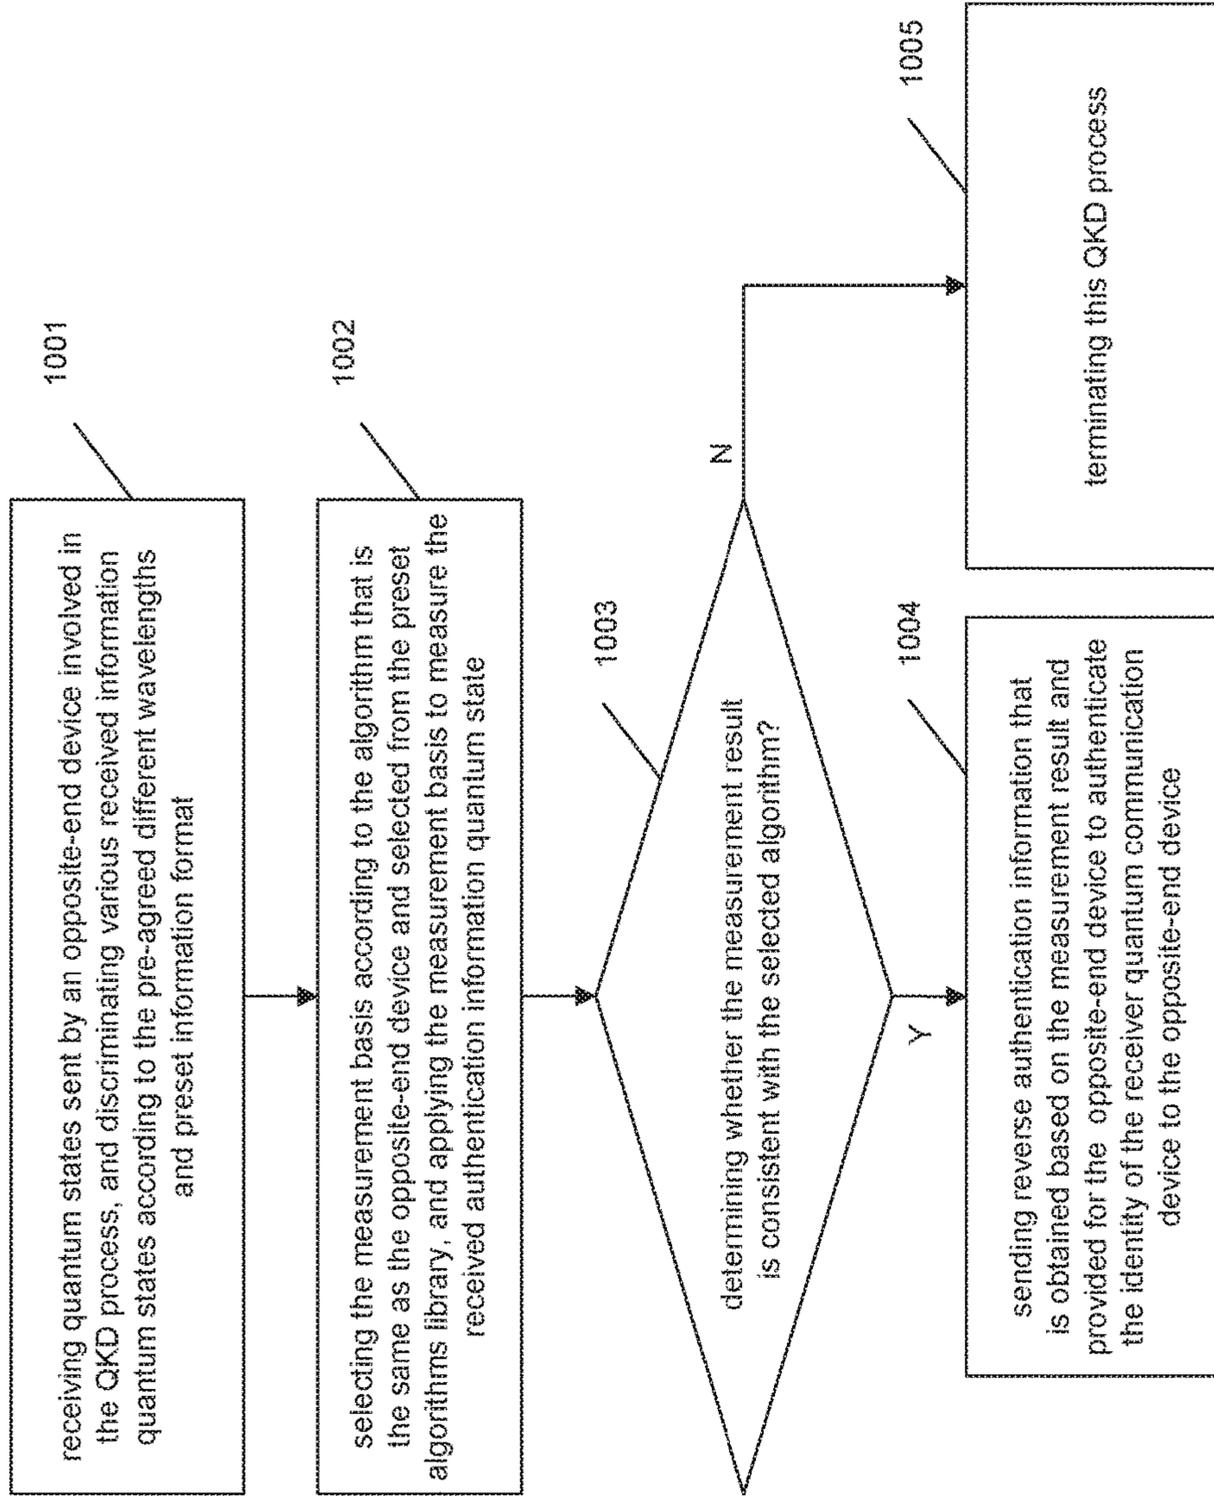 1001
receiving quantum states sent by an opposite-end device involved in
the QKD process, and discriminating various received information
quantum states according to the pre-agreed different wavelengths
and preset information format
1002
selecting the measurement basis according to the algorithm that is
the same as the opposite-end device and selected from the preset
algorithms library, and applying the measurement basis to measure the
received authentication information quantum state
1003
determining whether the measurement result
is consistent with the selected algorithm?
N
Y
1004
sending reverse authentication information that
is obtained based on the measurement result and
provided for the opposite-end device to authenticate
the identity of the receiver quantum communication
device to the opposite-end device
1005
terminating this QKD process